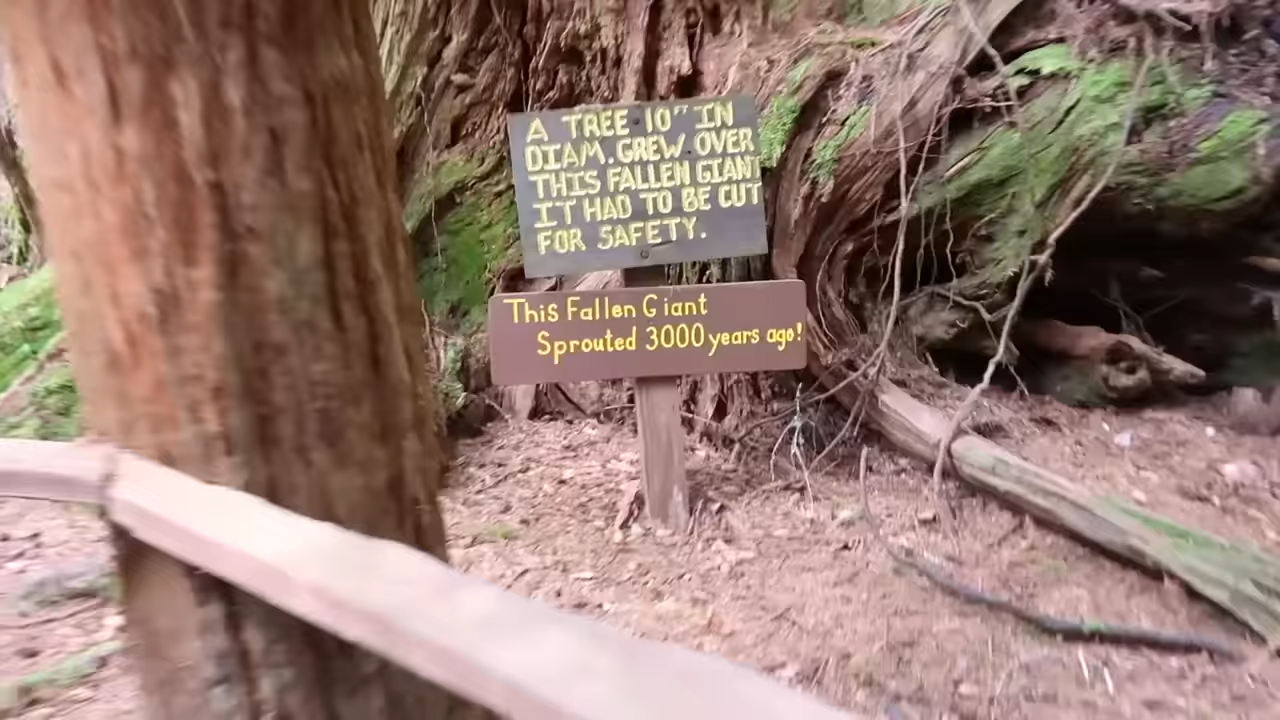 A TREE 10" IN
DIAM. GREW OVER
THIS FALLEN GIANT
IT HAD TO BE CUT
FOR SAFETY.
This Fallen Giant
Sprouted 3000 years ago!